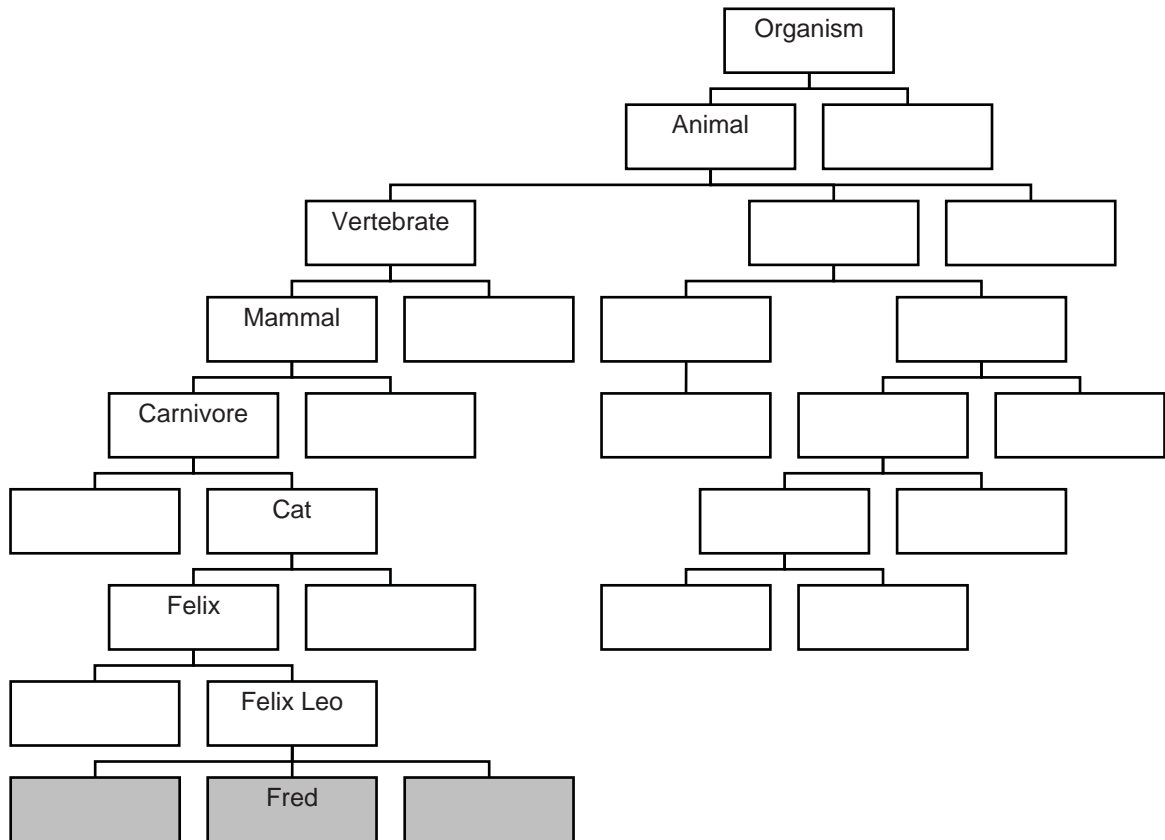 Organism
Animal
Vertebrate
Mammal
Carnivore
Cat
Felix
Felix Leo
Fred